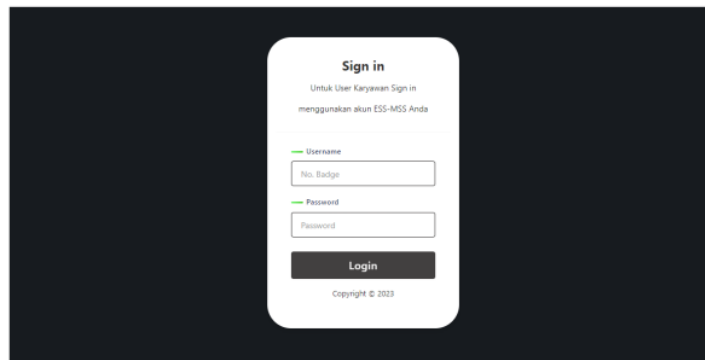 Sign in
Untuk User Karyawan Sign in
menggunakan akun ESS-MSS Anda
Username
No. Badge
Password
Password
Login
Copyright © 2023